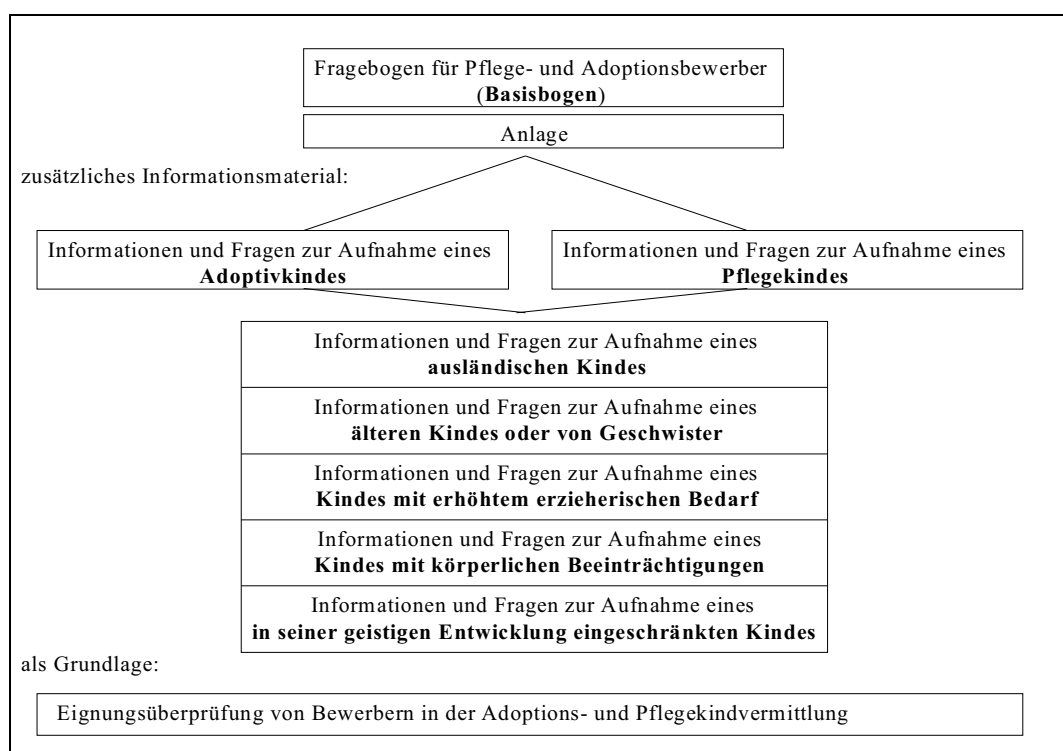 Fragebogen für Pflege- und Adoptionsbewerber
(Basisbogen)
Anlage
zusätzliches Informationsmaterial:
Informationen und Fragen zur Aufnahme eines
Adoptivkindes
Informationen und Fragen zur Aufnahme eines
Pflegekindes
Informationen und Fragen zur Aufnahme eines
ausländischen Kindes
Informationen und Fragen zur Aufnahme eines
älteren Kindes oder von Geschwister
Informationen und Fragen zur Aufnahme eines
Kindes mit erhöhtem erzieherischen Bedarf
Informationen und Fragen zur Aufnahme eines
Kindes mit körperlichen Beeinträchtigungen
Informationen und Fragen zur Aufnahme eines
in seiner geistigen Entwicklung eingeschränkten Kindes
als Grundlage:
Eignungsüberprüfung von Bewerbern in der Adoptions- und Pflegekindvermittlung